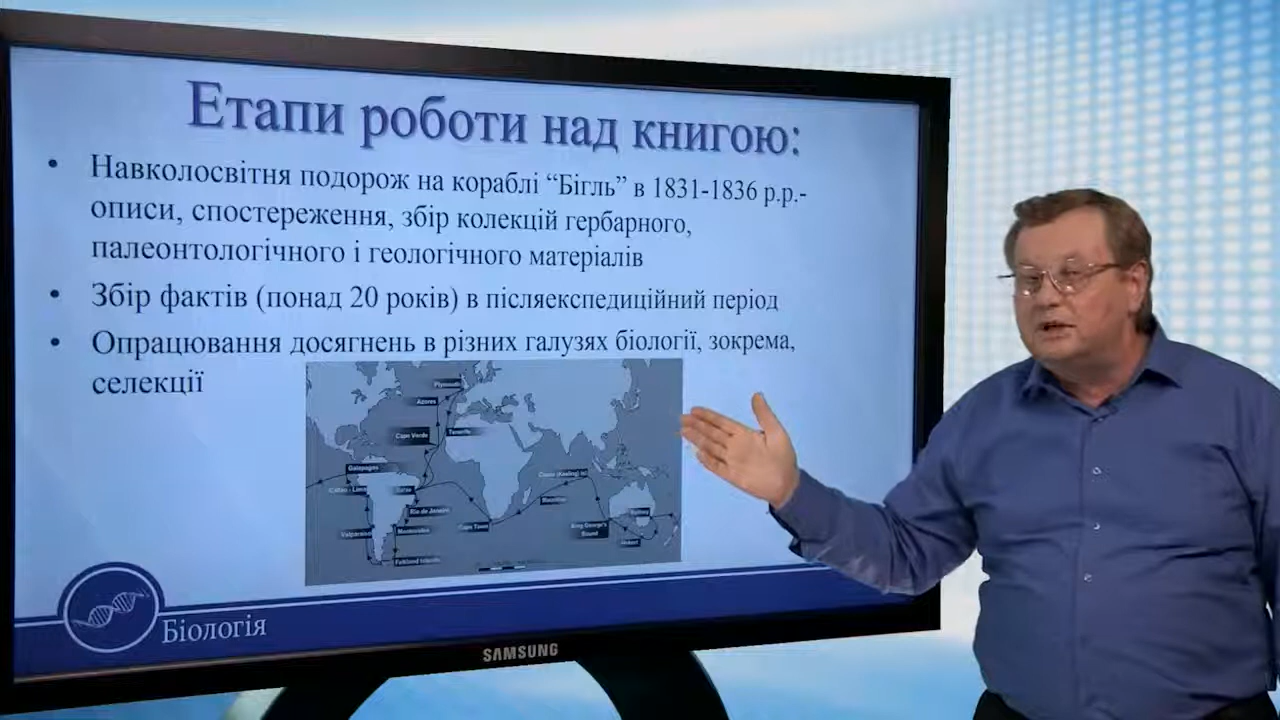 Етапи роботи над книгою:
• Навколосвітня подорож на кораблі “Бігль” в 1831-1836 р.р.-
описи, спостереження, збір колекцій гербарного,
палеонтологічного і геологічного матеріалів
• Збір фактів (понад 20 років) в післяекспедиційний період
• Опрацювання досягнень в різних галузях біології, зокрема,
селекції
Plymouth
Azores
Cape Verde
Tenerife
Galapagos
Rio de Janeiro
Montevideo
Valparaiso
Falkland Islands
Cape Town
King George's
Sound
Sydney
Hobart
Біологія
SAMSUNG